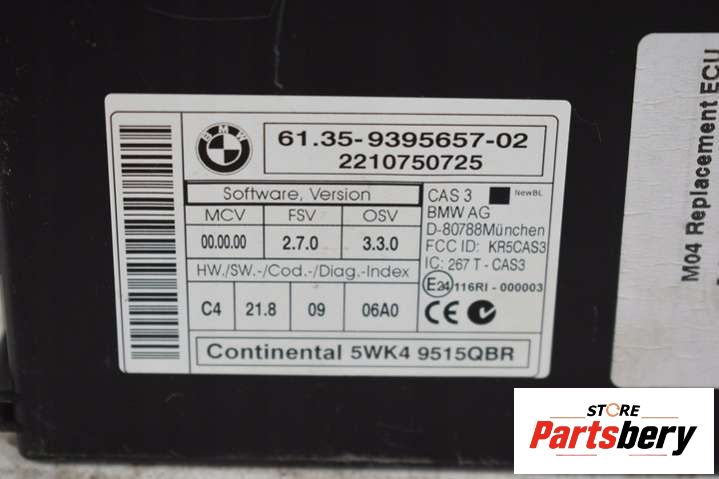 BMW
61.35-9395657-02
2210750725
Software, Version
MCV FSV OSV
00.00.00 2.7.0 3.3.0
HW./SW.-/Cod.-/Diag.-Index
C4 21.8 09 06A0
CAS 3 NewBL
BMW AG
D-80788München
FCC ID: KR5CAS3
IC: 267 T - CAS3
E24 116RI - 000003
CE
Continental 5WK4 9515QBR
M04 Replacement ECU
STORE
Partsbery